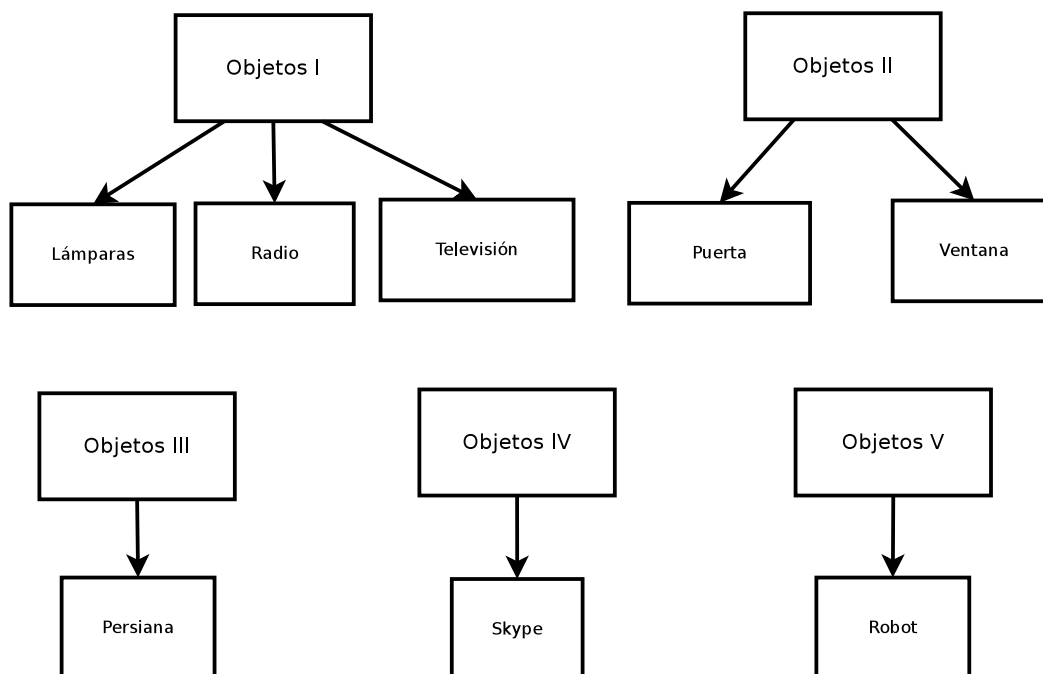 Objetos I
Objetos II
Lámparas
Radio
Televisión
Puerta
Ventana
Objetos III
Objetos IV
Objetos V
Persiana
Skype
Robot